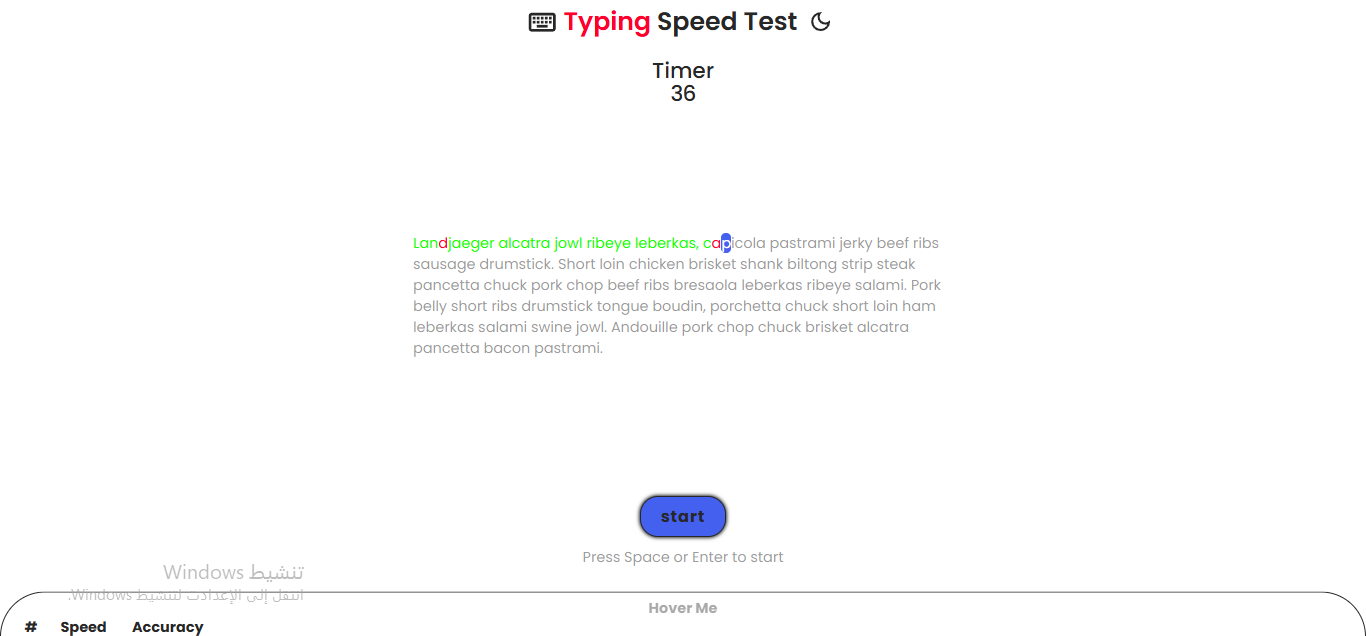 Typing Speed Test
Timer
36
Landjaeger alcatra jowl ribeye leberkas, capicola pastrami jerky beef ribs
sausage drumstick. Short loin chicken brisket shank biltong strip steak
pancetta chuck pork chop beef ribs bresaola leberkas ribeye salami. Pork
belly short ribs drumstick tongue boudin, porchetta chuck short loin ham
leberkas salami swine jowl. Andouille pork chop chuck brisket alcatra
pancetta bacon pastrami.
start
Press Space or Enter to start
تنشيط Windows
انتقل إلى الإعدادت لتنشيط Windows.
Hover Me
# Speed Accuracy